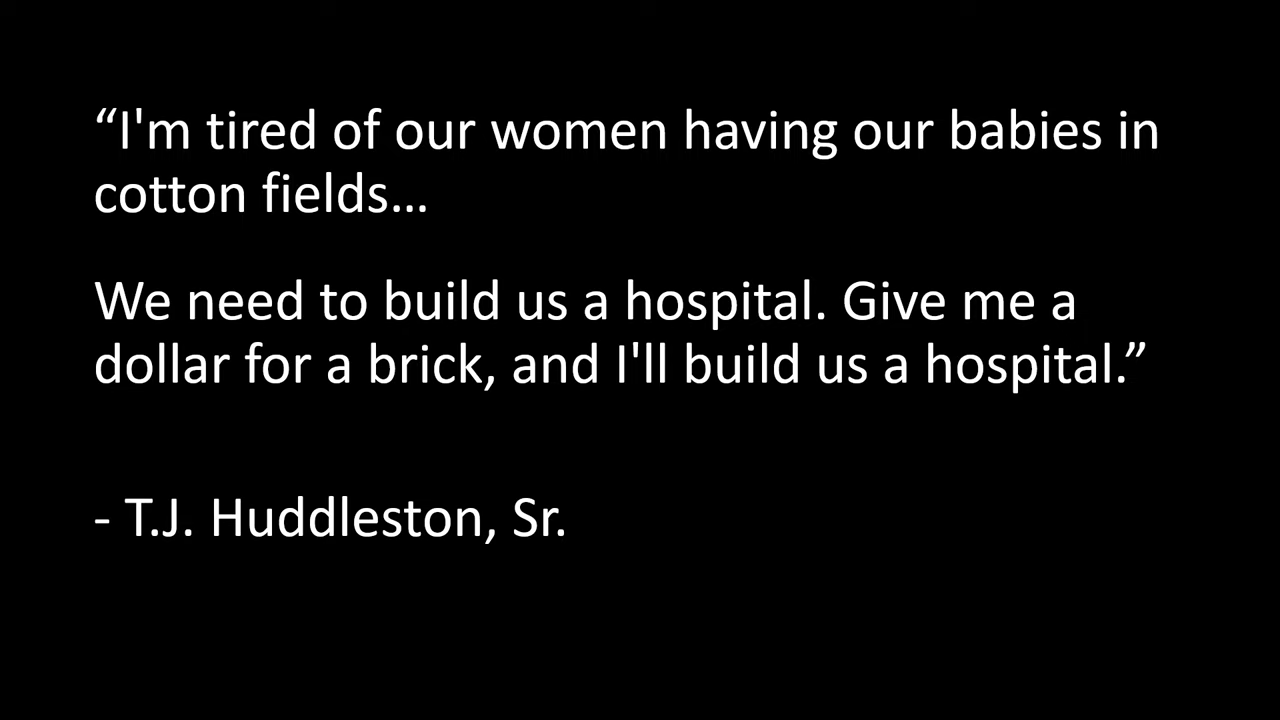 “I'm tired of our women having our babies in
cotton fields…
We need to build us a hospital. Give me a
dollar for a brick, and I'll build us a hospital.”
- T.J. Huddleston, Sr.